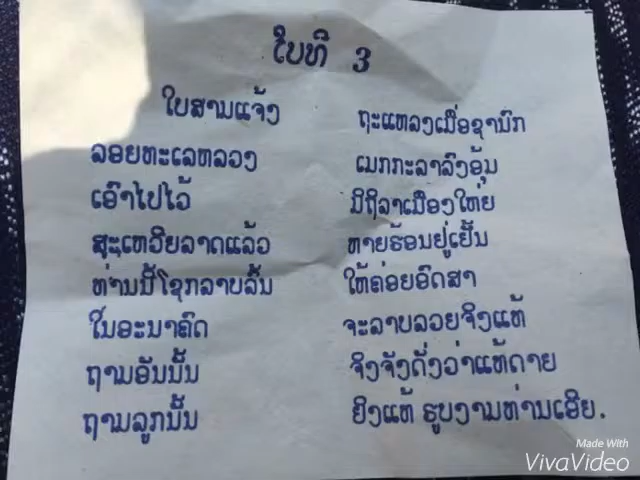 ໃບທີ 3
ໃບສາມແຈ້ງ ຖະແຫລງເມື່ອຊານົກ
ລອຍທະເລຫລວງ ເມກກະລາລົງອຸ້ມ
ເອົາໄປໄວ້ ມິຖິລາເມືອງໃຫຍ່
ສຸະເຫວີຍລາດແລ້ວ ຫາຍຮ້ອນຢູ່ເຢັ້ນ
ທ່ານນີ້ໂຊກລາບລົ້ນ ໃຫ້ຄ່ອຍອົດສາ
ໃນອະນາຄົດ ຈະລາບລວຍຈິງແທ້
ຖາມອັນນັ້ນ ຈິງຈັງດັ່ງວ່າແທ້ດາຍ
ຖາມລູກນັ້ນ ຍິງແທ້ ຮູບງາມທ່ານເອີຍ.
Made With
VivaVideo